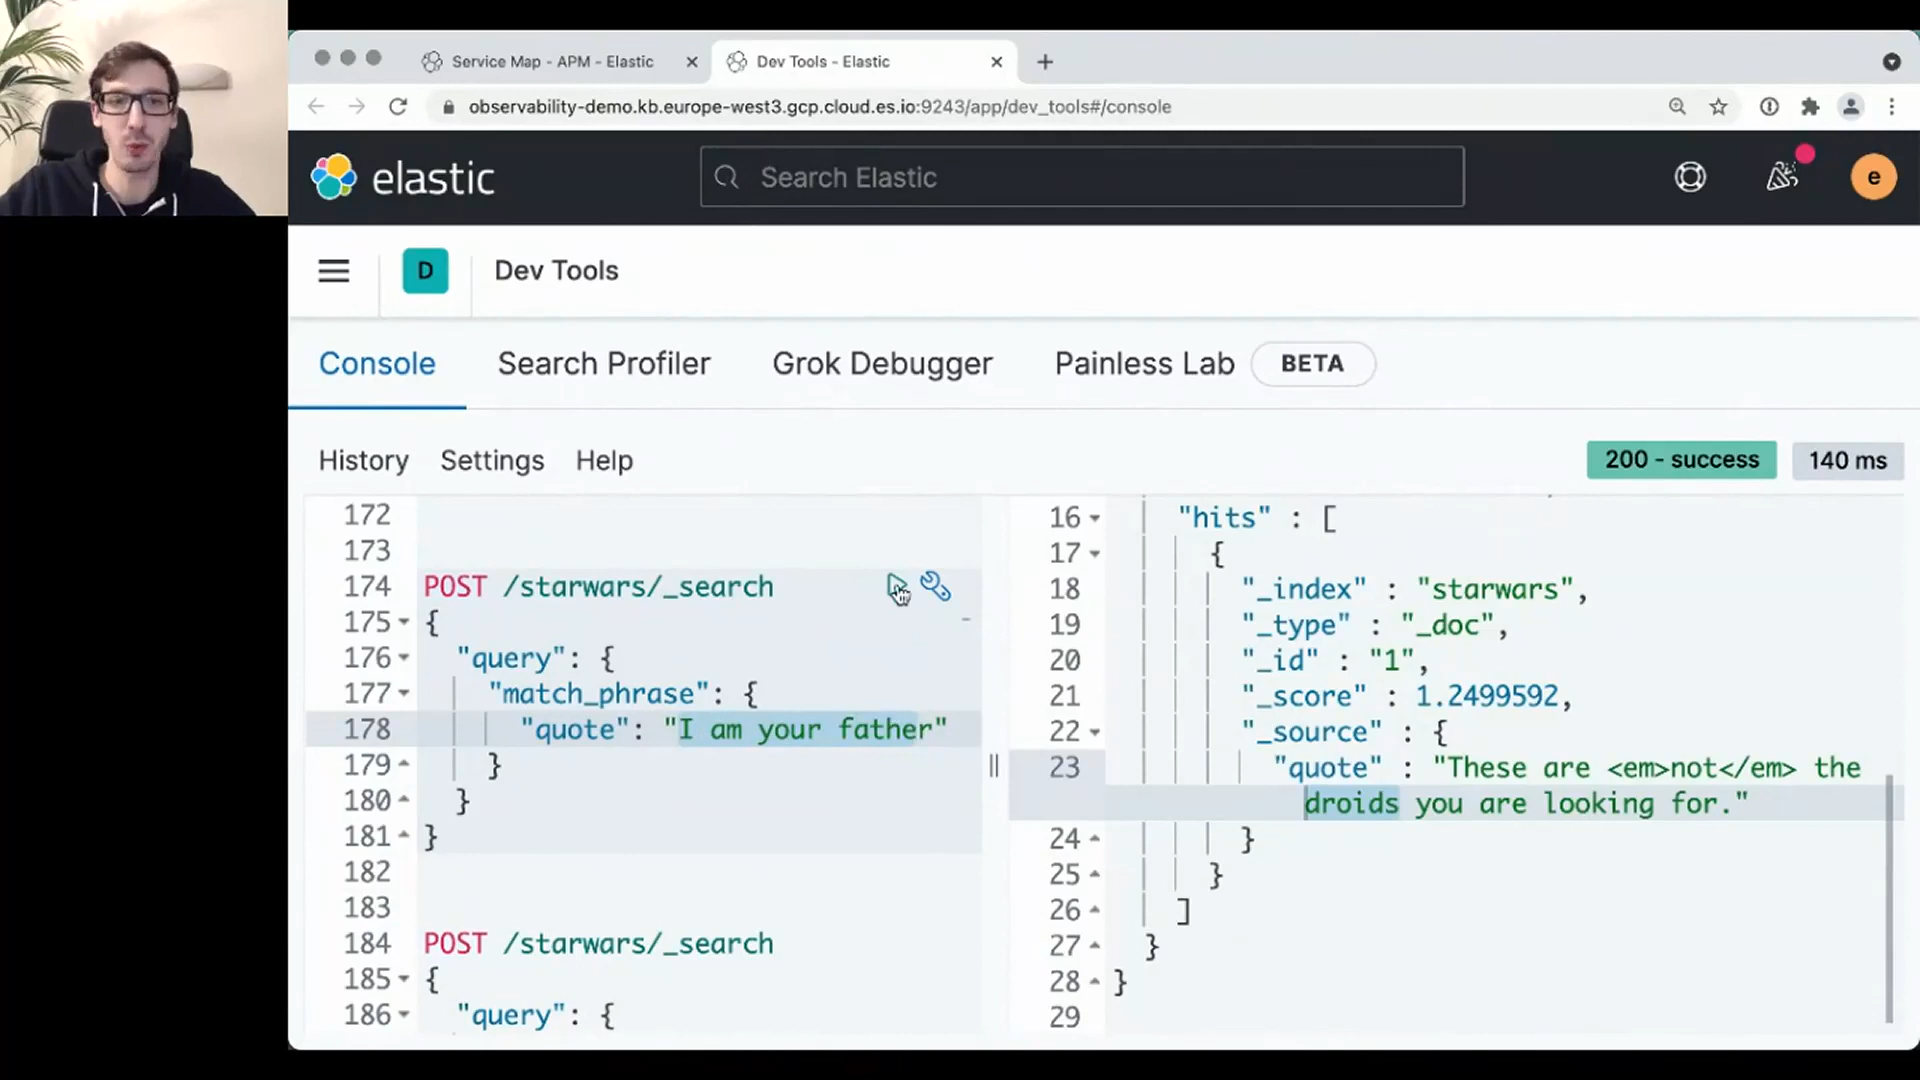 Service Map - APM - Elastic
Dev Tools - Elastic
observability-demo.kb.europe-west3.gcp.cloud.es.io:9243/app/dev_tools#/console
elastic
Search Elastic
e
D
Dev Tools
Console
Search Profiler
Grok Debugger
Painless Lab
BETA
History
Settings
Help
200 - success
140 ms
172
173
174 POST /starwars/_search
175 {
176 "query": {
177 "match_phrase": {
178 "quote": "I am your father"
179 }
180 }
181 }
182
183
184 POST /starwars/_search
185 {
186 "query": {
16 "hits" : [
17 {
18 "_index" : "starwars",
19 "_type" : "_doc",
20 "_id" : "1",
21 "_score" : 1.2499592,
22 "_source" : {
23 "quote" : "These are <em>not</em> the
droids you are looking for."
24 }
25 }
26 ]
27 }
28 }
29